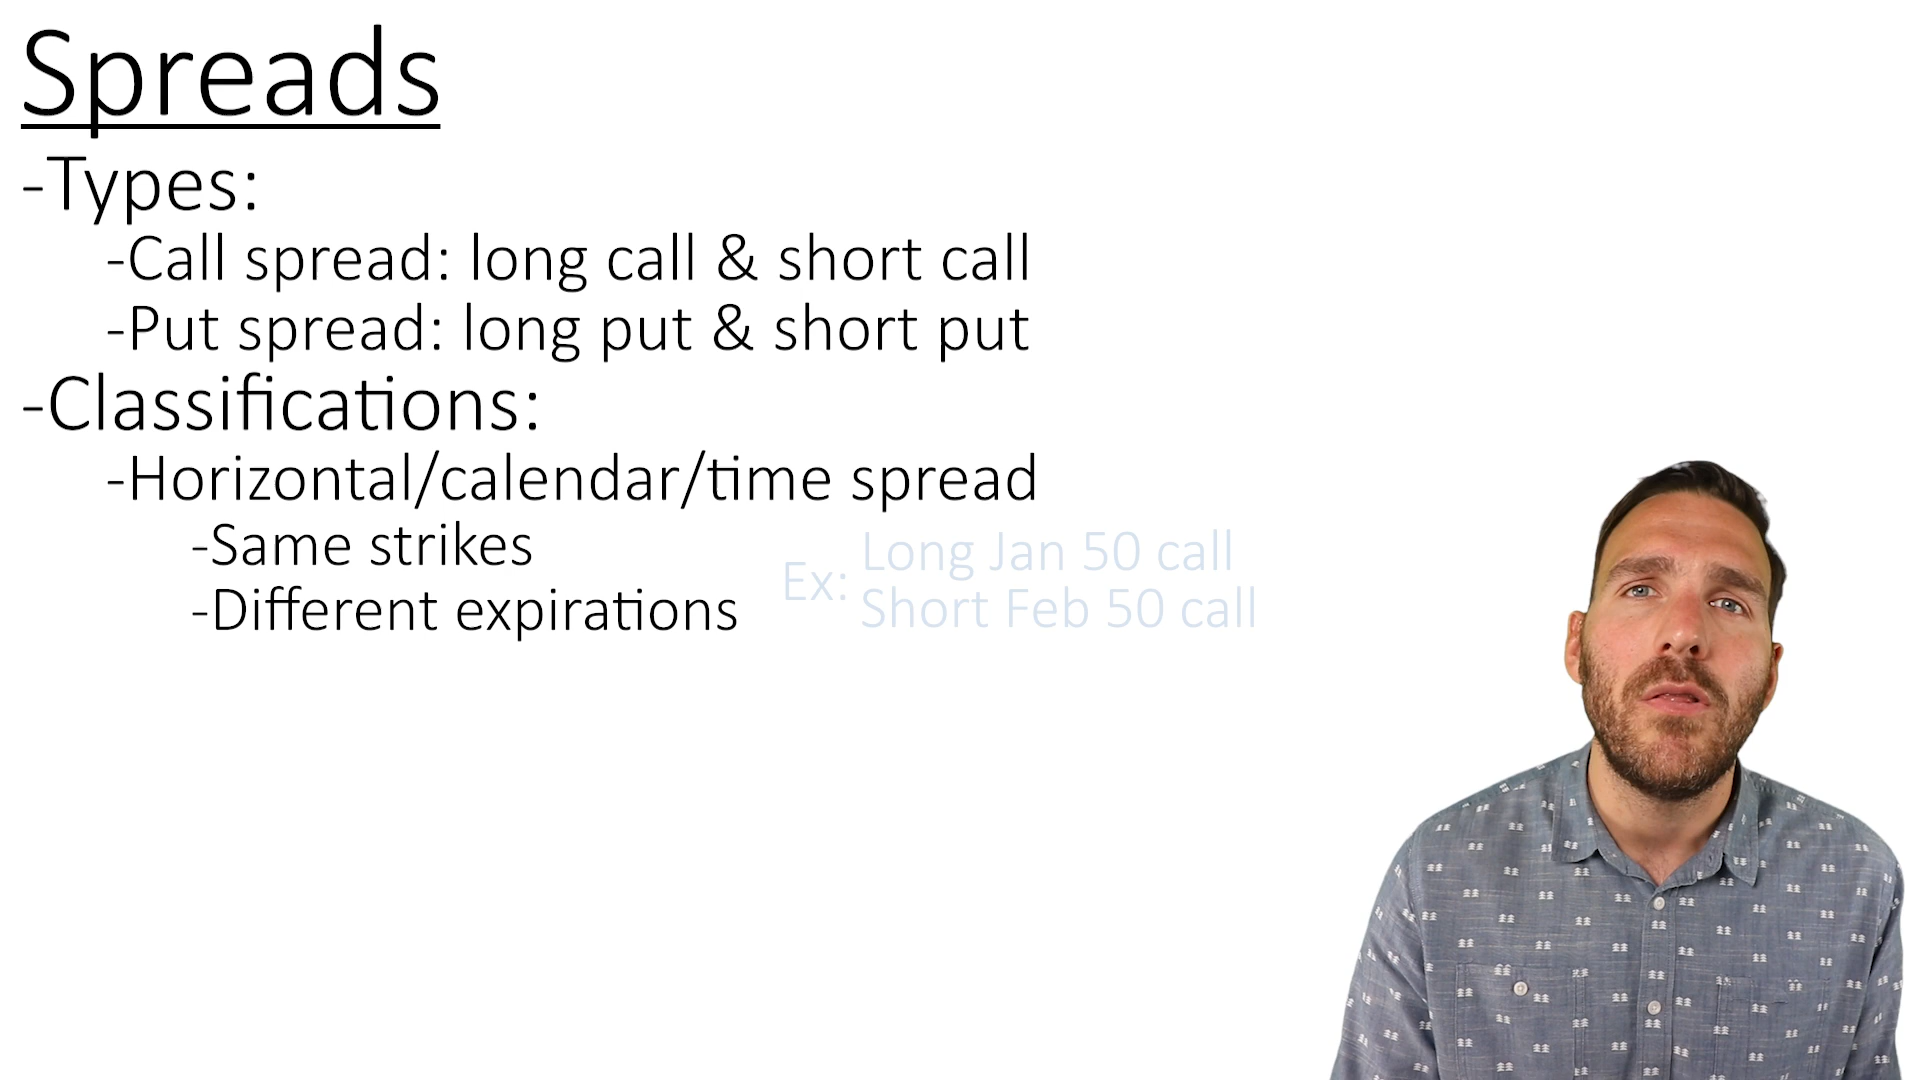 Spreads
-Types:
-Call spread: long call & short call
-Put spread: long put & short put
-Classifications:
-Horizontal/calendar/time spread
-Same strikes
-Different expirations
Ex:
Long Jan 50 call
Short Feb 50 call